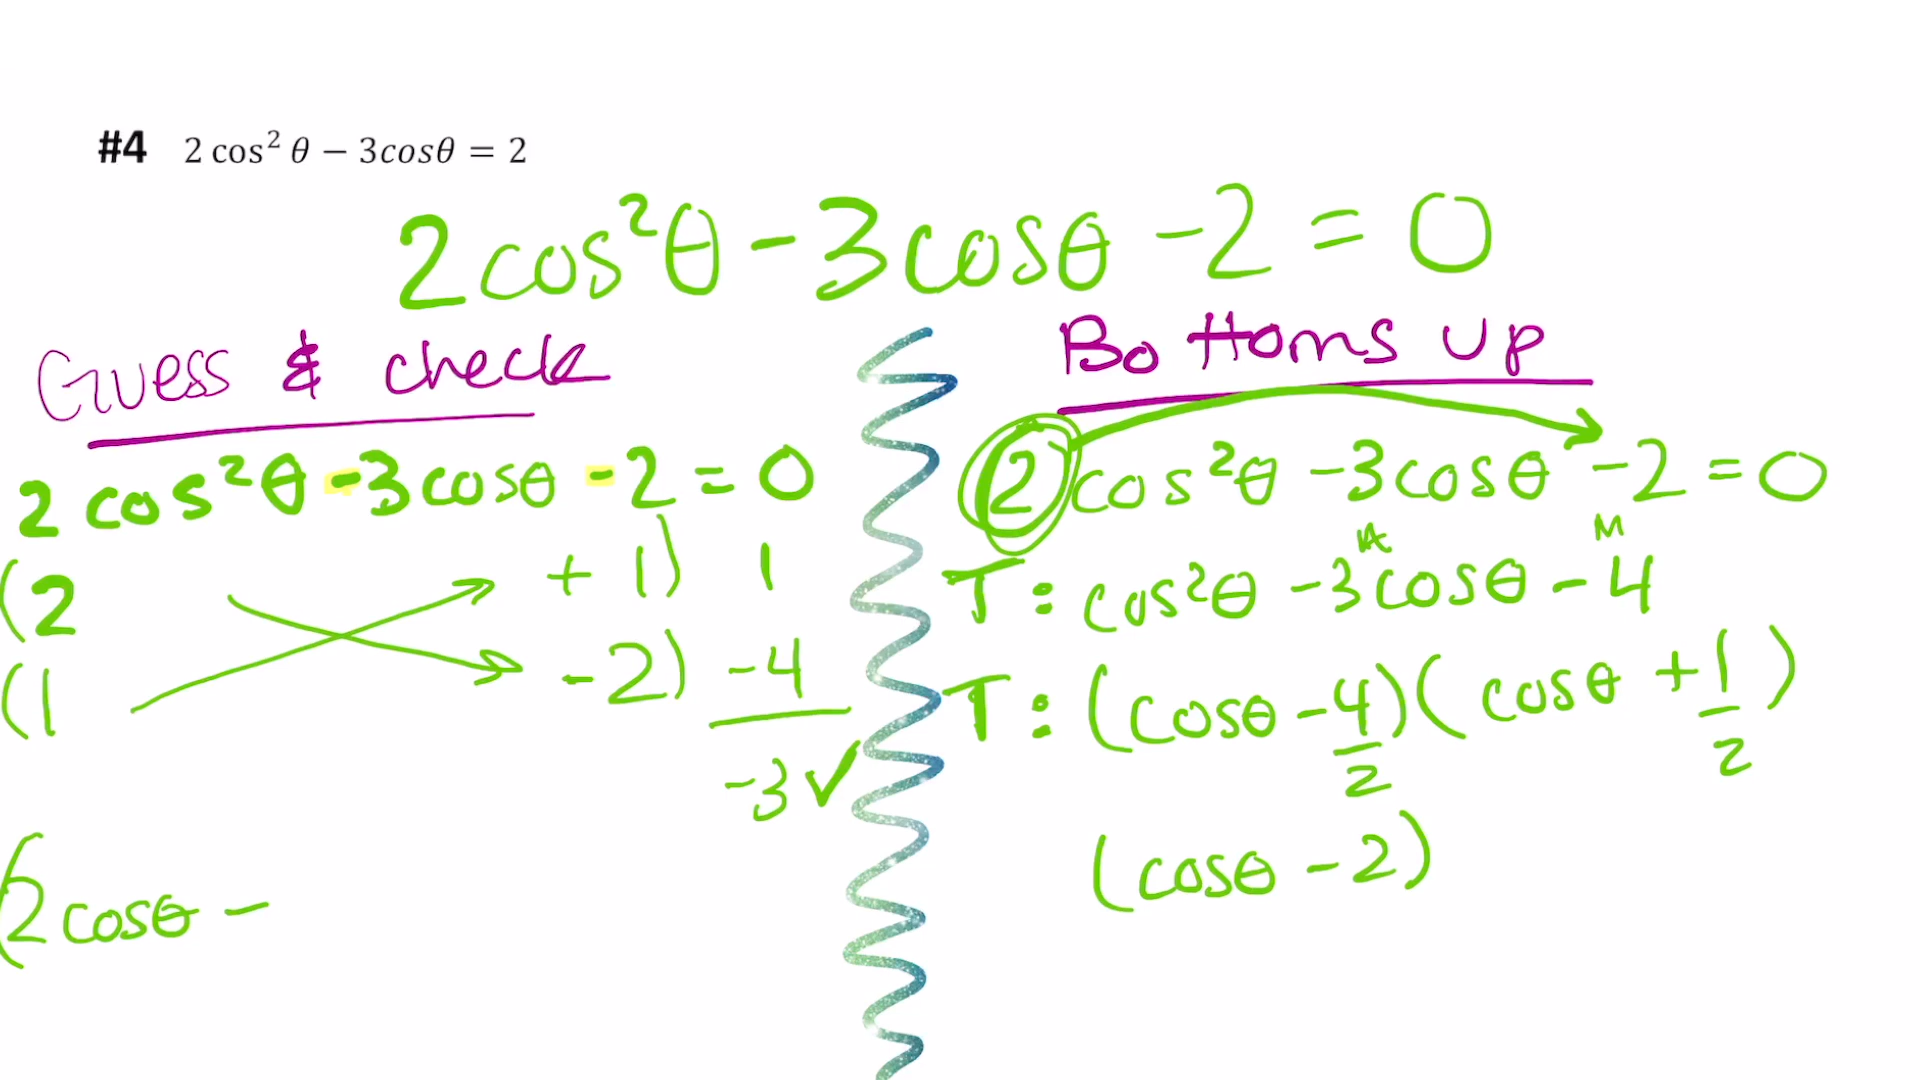 #4 2 cos² θ − 3cosθ = 2
2cos²θ - 3cosθ - 2 = 0
Guess & check
2 cos²θ - 3cosθ - 2 = 0
(2 + 1) 1
(1 - 2) -4
-3 ✓
(2cosθ -
Bottoms up
2cos²θ - 3cosθ - 2 = 0
A M
T: cos²θ - 3cosθ - 4
T: (cosθ - 4/2)(cosθ + 1/2)
(cosθ - 2)